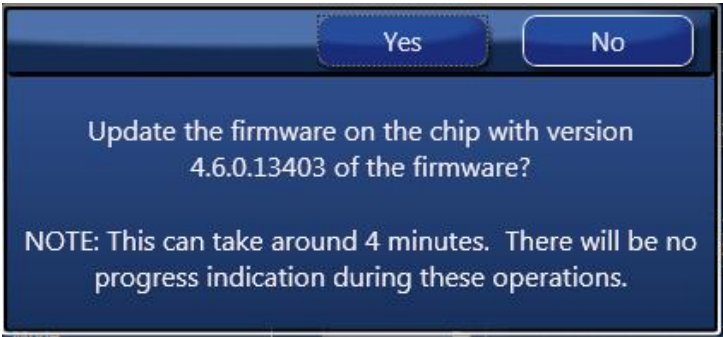 Yes No
Update the firmware on the chip with version
4.6.0.13403 of the firmware?
NOTE: This can take around 4 minutes.  There will be no
progress indication during these operations.